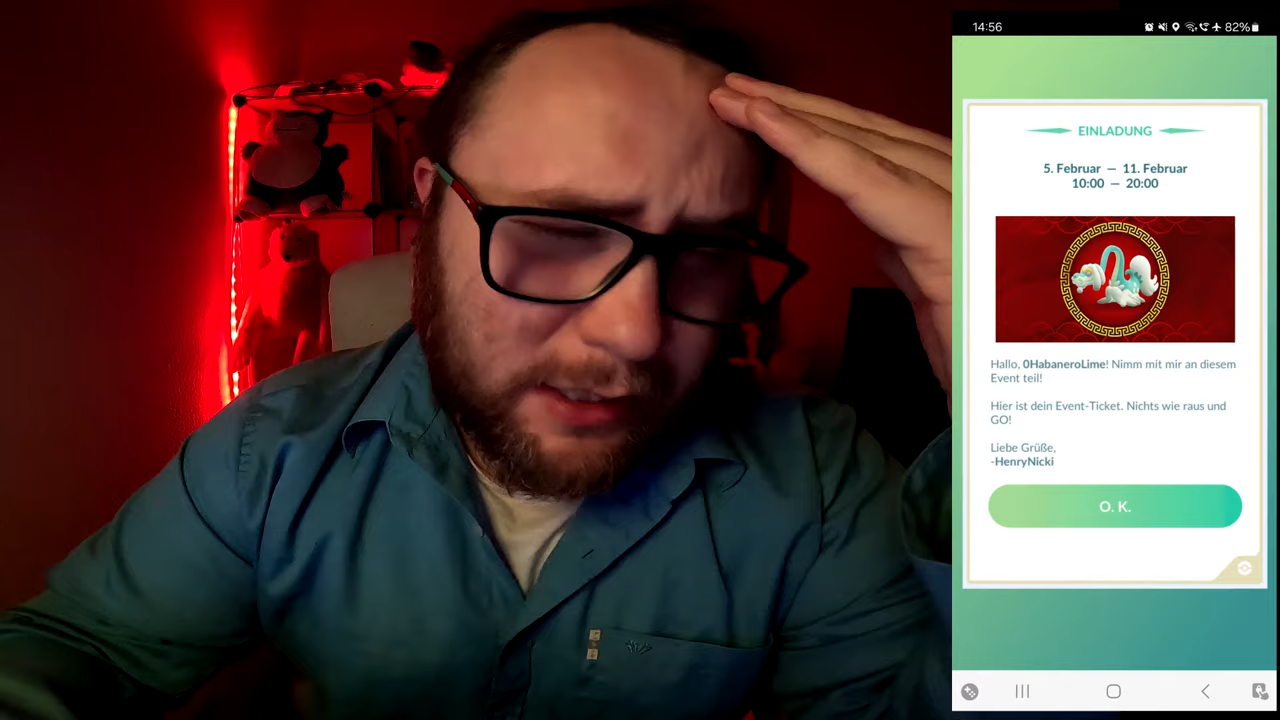 14:56
82%
EINLADUNG
5. Februar — 11. Februar
10:00 — 20:00
Hallo, 0HabaneroLime! Nimm mit mir an diesem
Event teil!
Hier ist dein Event-Ticket. Nichts wie raus und
GO!
Liebe Grüße,
-HenryNicki
O. K.